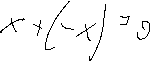 x + (-x) = 0